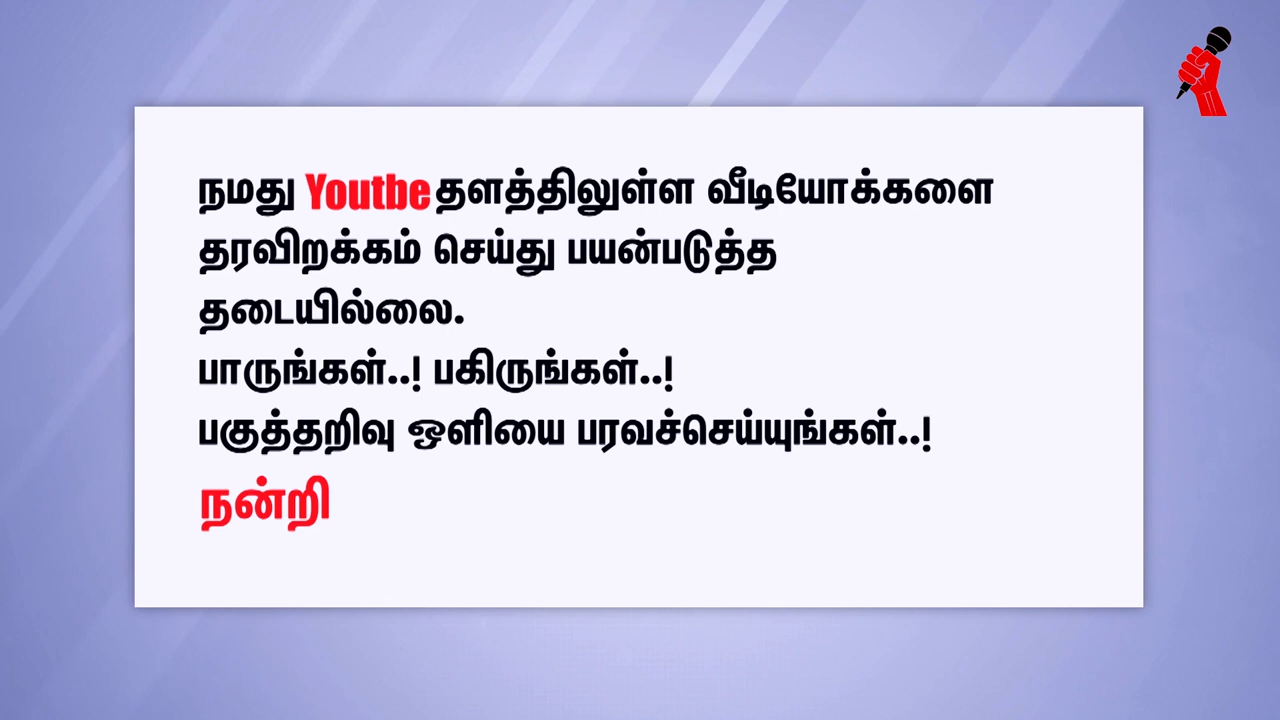 நமது Youtbe தளத்திலுள்ள வீடியோக்களை
தரவிறக்கம் செய்து பயன்படுத்த
தடையில்லை.
பாருங்கள்..! பகிருங்கள்..!
பகுத்தறிவு ஒளியை பரவச்செய்யுங்கள்..!
நன்றி